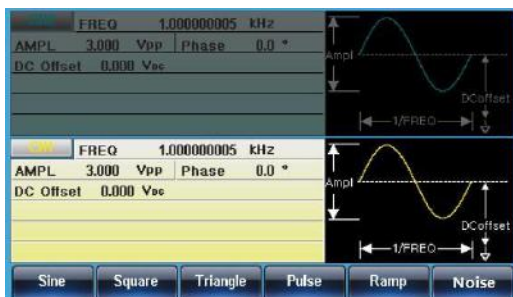 FREQ 1.000000005 kHz
AMPL 3.000 Vpp Phase 0.0 °
DC Offset 0.000 VDC
Ampl
DCoffset
1/FREQ
CW FREQ 1.000000005 kHz
AMPL 3.000 Vpp Phase 0.0 °
DC Offset 0.000 VDC
Ampl
DCoffset
1/FREQ
Sine Square Triangle Pulse Ramp Noise